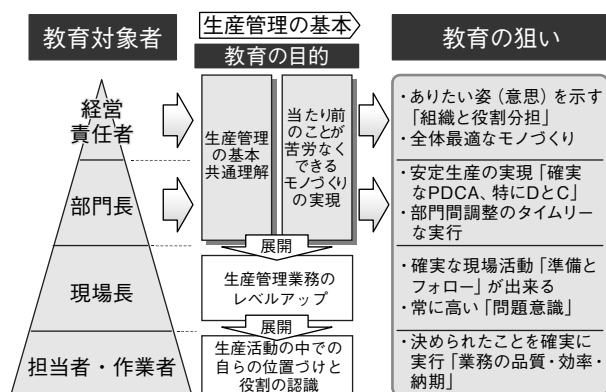 生産管理の基本
教育対象者
教育の目的
教育の狙い
経営
責任者
部門長
現場長
担当者・作業者
生産管理
の基本
共通理解
当たり前
のことが
苦労なく
できる
モノづくり
の実現
展開
生産管理業務の
レベルアップ
展開
生産活動の中での
自らの位置づけと
役割の認識
・ありたい姿（意思）を示す
「組織と役割分担」
・全体最適なモノづくり
・安定生産の実現「確実
なPDCA、特にDとC」
・部門間調整のタイムリー
な実行
・確実な現場活動「準備と
フォロー」が出来る
・常に高い「問題意識」
・決められたことを確実に
実行「業務の品質・効率・
納期」